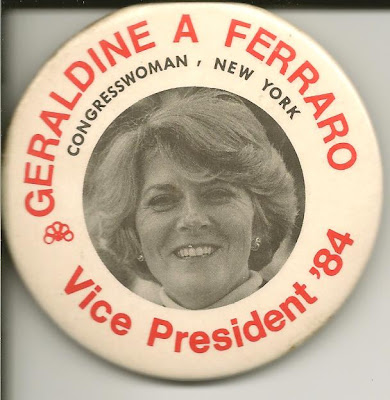 GERALDINE A FERRARO
CONGRESSWOMAN, NEW YORK
Vice President '84